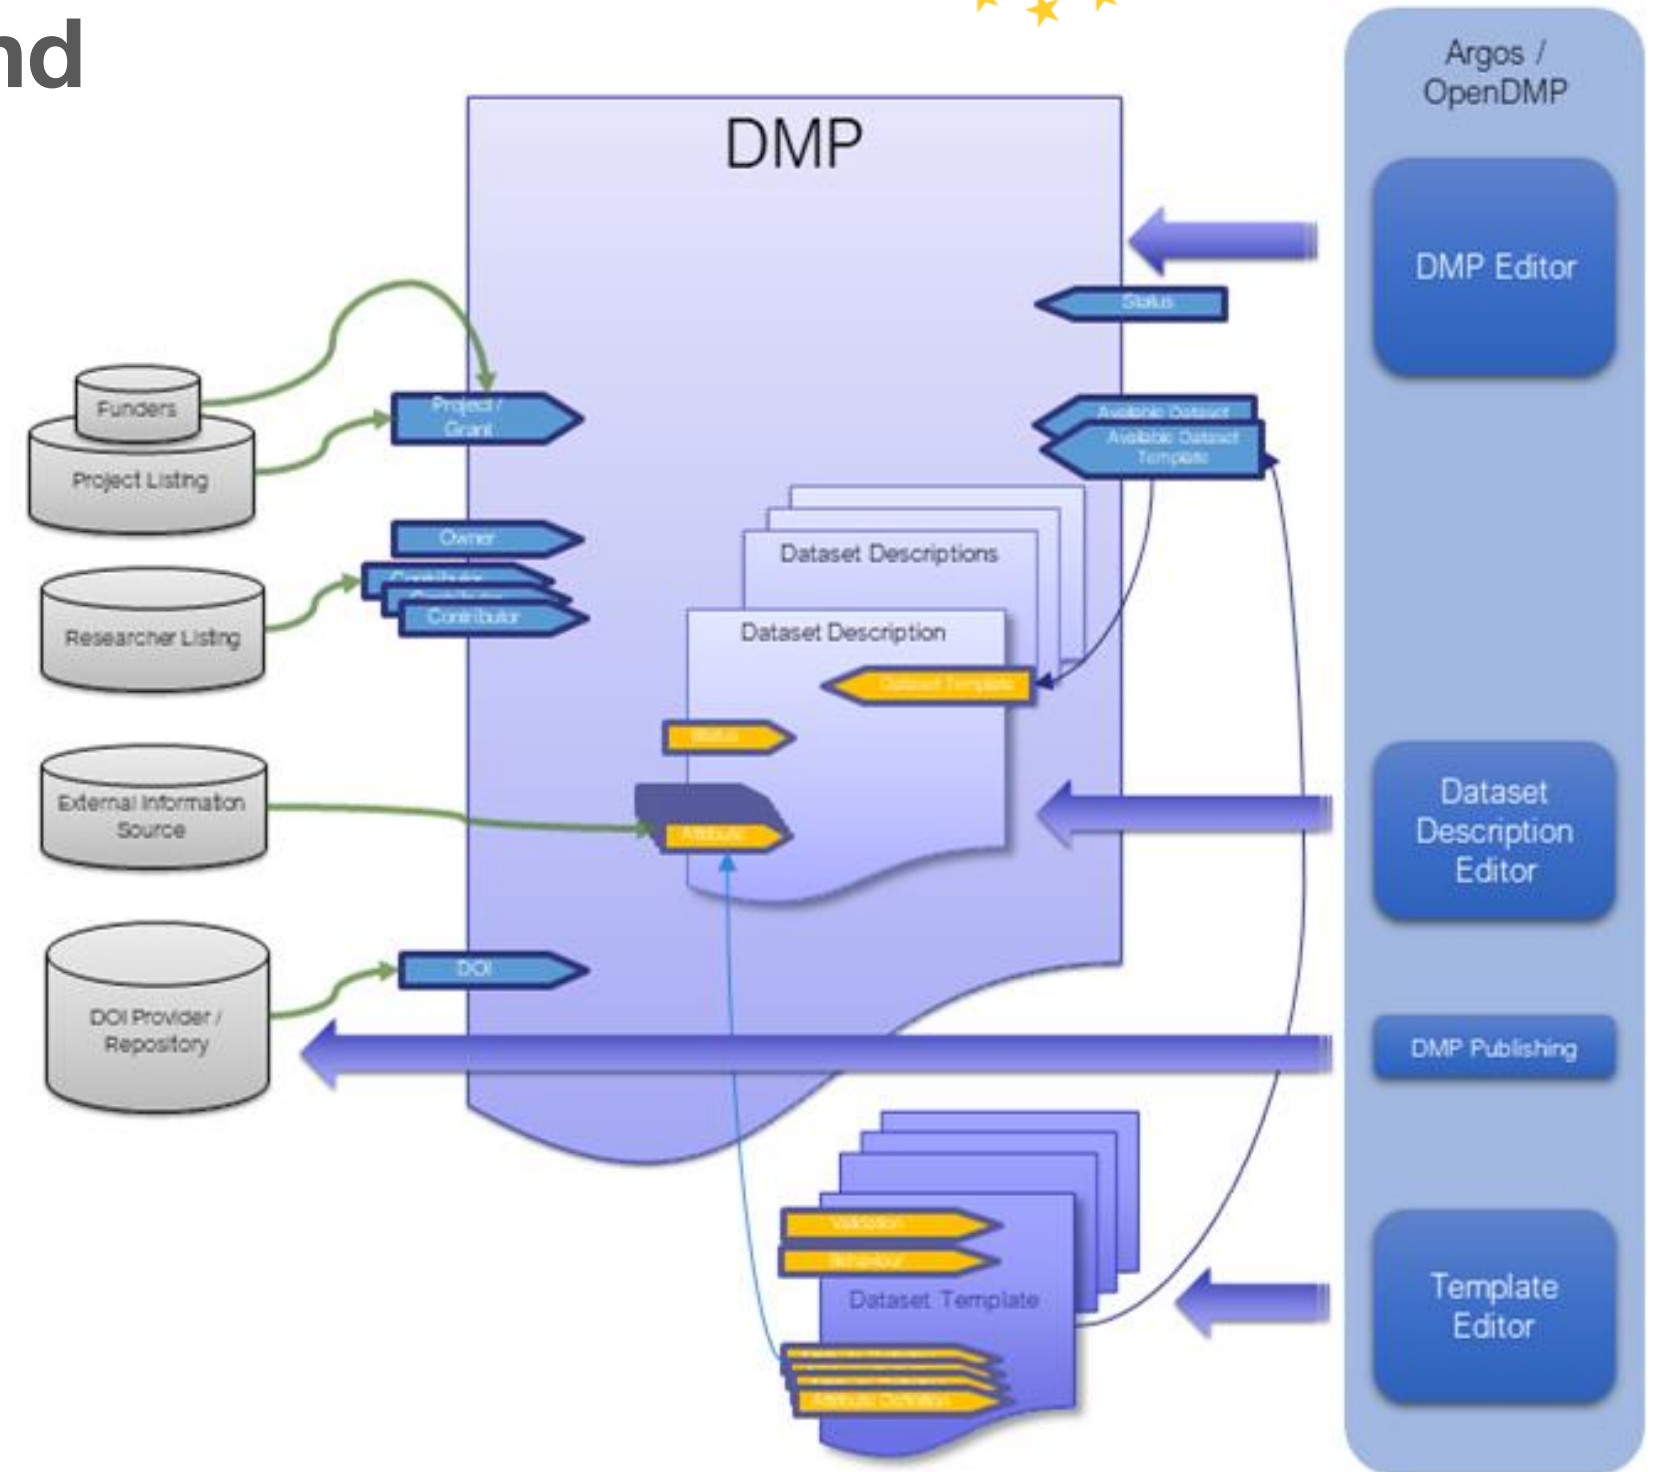 nd
Argos /
OpenDMP
DMP
DMP Editor
Status
Funders
Project Listing
Project /
Grant
Available Dataset
Available Dataset
Template
Owner
Contributor
Contributor
Contributor
Researcher Listing
Dataset Descriptions
Dataset Description
Dataset Template
Status
External Information
Source
Attribute
Dataset
Description
Editor
DOI
DOI Provider /
Repository
DMP Publishing
Validation
Behaviour
Dataset Template
Template
Editor
Attribute Definition